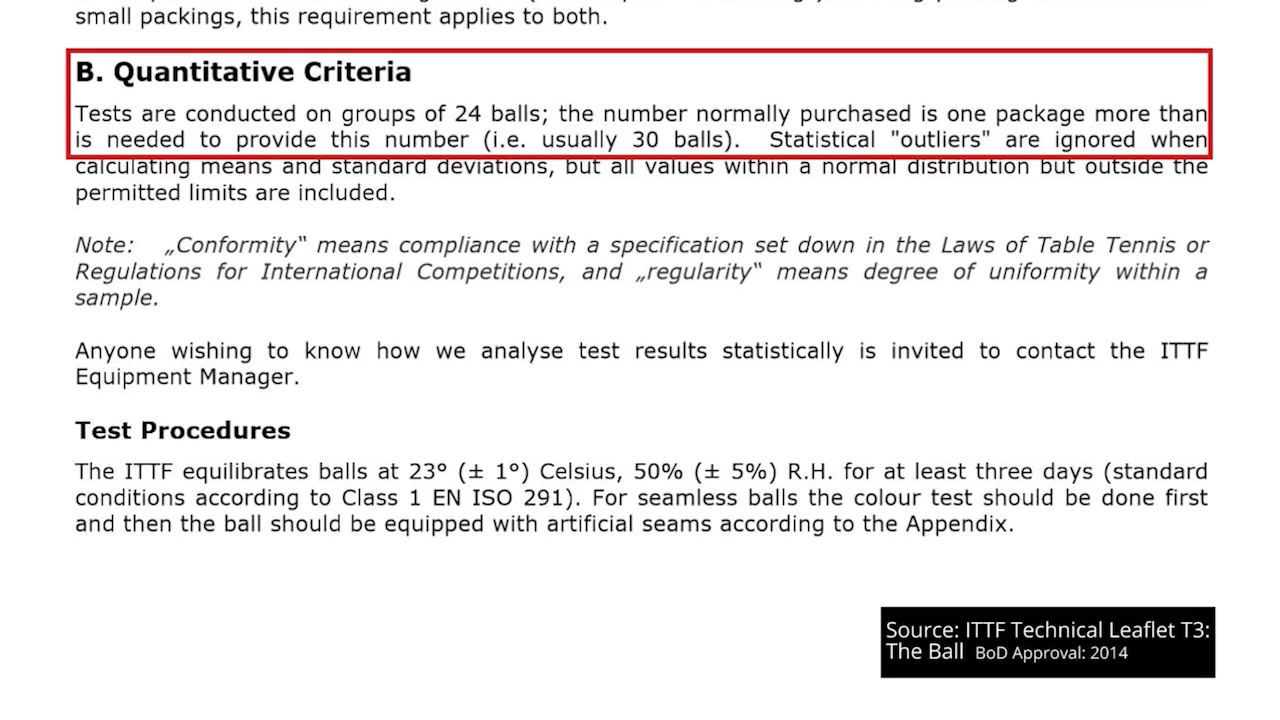 small packings, this requirement applies to both.
B. Quantitative Criteria
Tests are conducted on groups of 24 balls; the number normally purchased is one package more than
is needed to provide this number (i.e. usually 30 balls).  Statistical "outliers" are ignored when
calculating means and standard deviations, but all values within a normal distribution but outside the
permitted limits are included.
Note: „Conformity“ means compliance with a specification set down in the Laws of Table Tennis or
Regulations for International Competitions, and „regularity“ means degree of uniformity within a
sample.
Anyone wishing to know how we analyse test results statistically is invited to contact the ITTF
Equipment Manager.
Test Procedures
The ITTF equilibrates balls at 23° (± 1°) Celsius, 50% (± 5%) R.H. for at least three days (standard
conditions according to Class 1 EN ISO 291). For seamless balls the colour test should be done first
and then the ball should be equipped with artificial seams according to the Appendix.
Source: ITTF Technical Leaflet T3:
The Ball BoD Approval: 2014